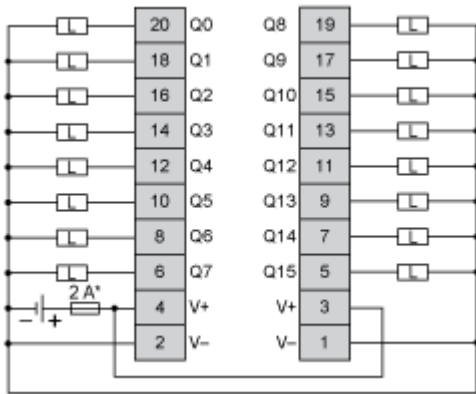 L 20 Q0 Q8 19 L
L 18 Q1 Q9 17 L
L 16 Q2 Q10 15 L
L 14 Q3 Q11 13 L
L 12 Q4 Q12 11 L
L 10 Q5 Q13 9 L
L 8 Q6 Q14 7 L
L 6 Q7 Q15 5 L
− + 2 A* 4 V+ V+ 3
2 V− V− 1